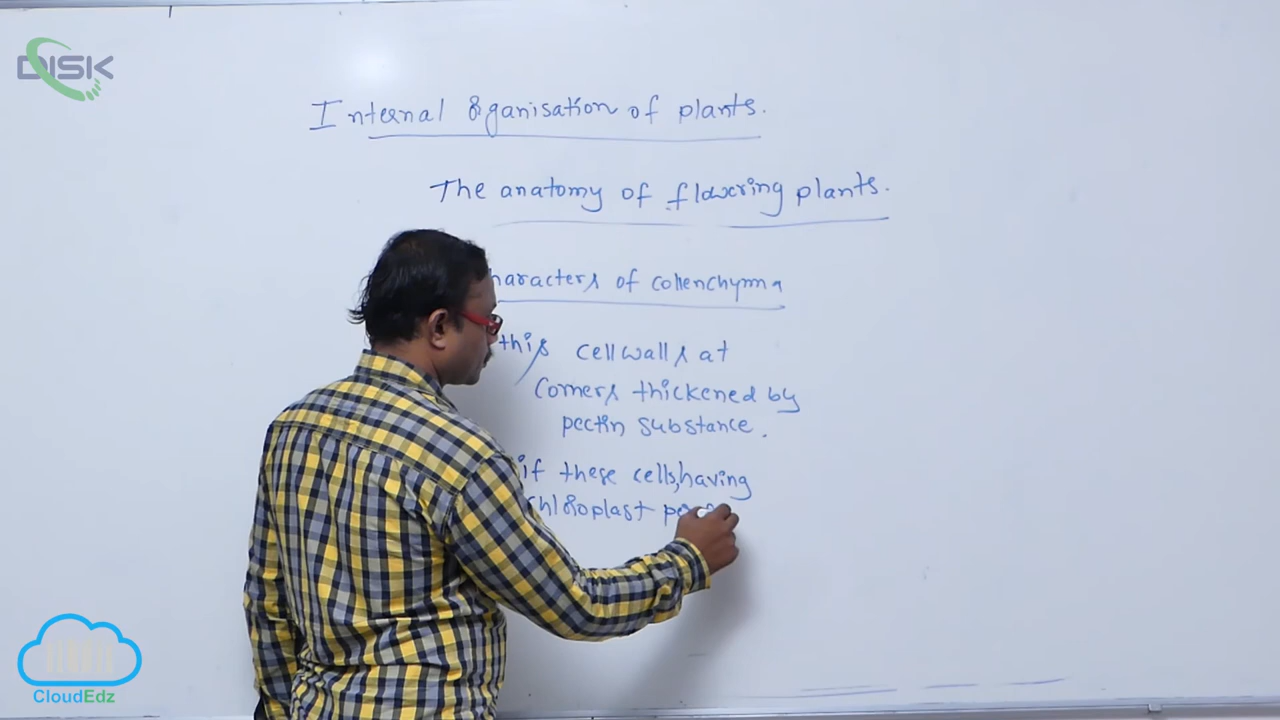 DISK
Internal organisation of plants.
The anatomy of flowering plants.
haracters of collenchyma
this cellwalls at
corners thickened by
pectin substance.
if these cells, having
chloroplast
CloudEdz